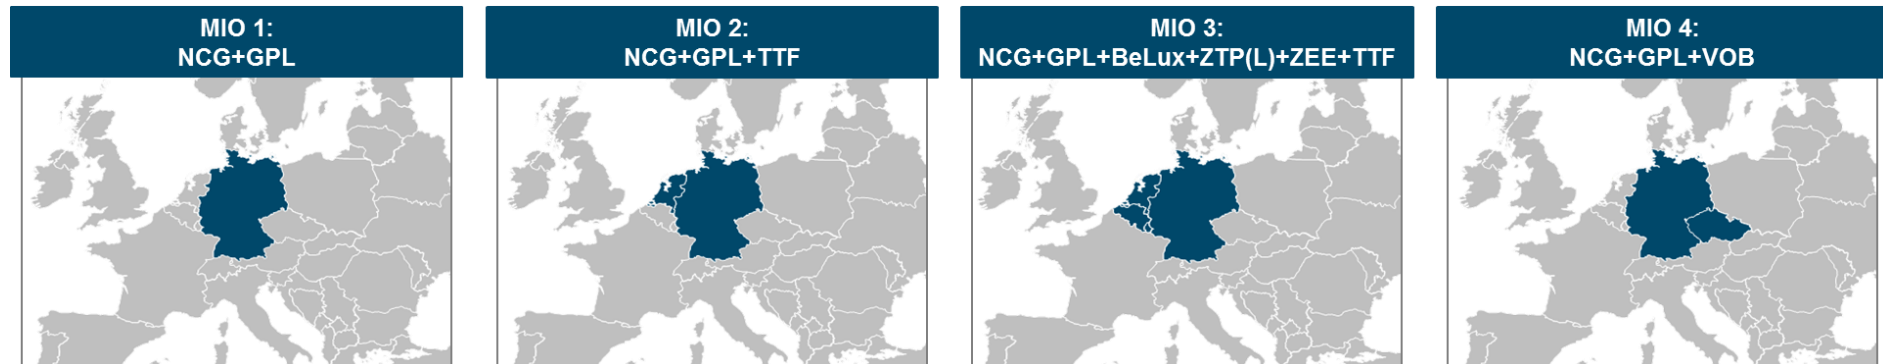 MIO 1:
NCG+GPL
MIO 2:
NCG+GPL+TTF
MIO 3:
NCG+GPL+BeLux+ZTP(L)+ZEE+TTF
MIO 4:
NCG+GPL+VOB